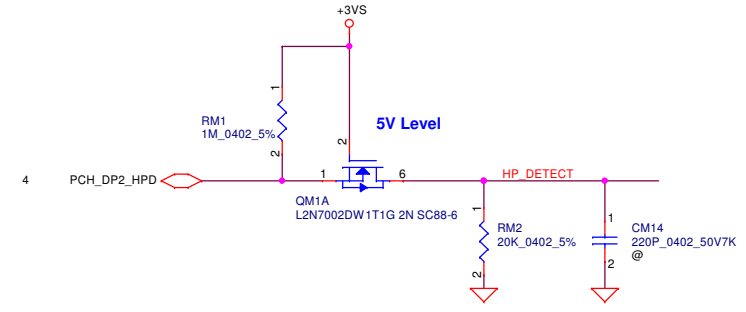 +3VS
1
RM1
1M_0402_5%
2
2
5V Level
4
PCH_DP2_HPD
1
6
HP_DETECT
QM1A
L2N7002DW1T1G 2N SC88-6
1
RM2
20K_0402_5%
2
1
CM14
220P_0402_50V7K
@
2